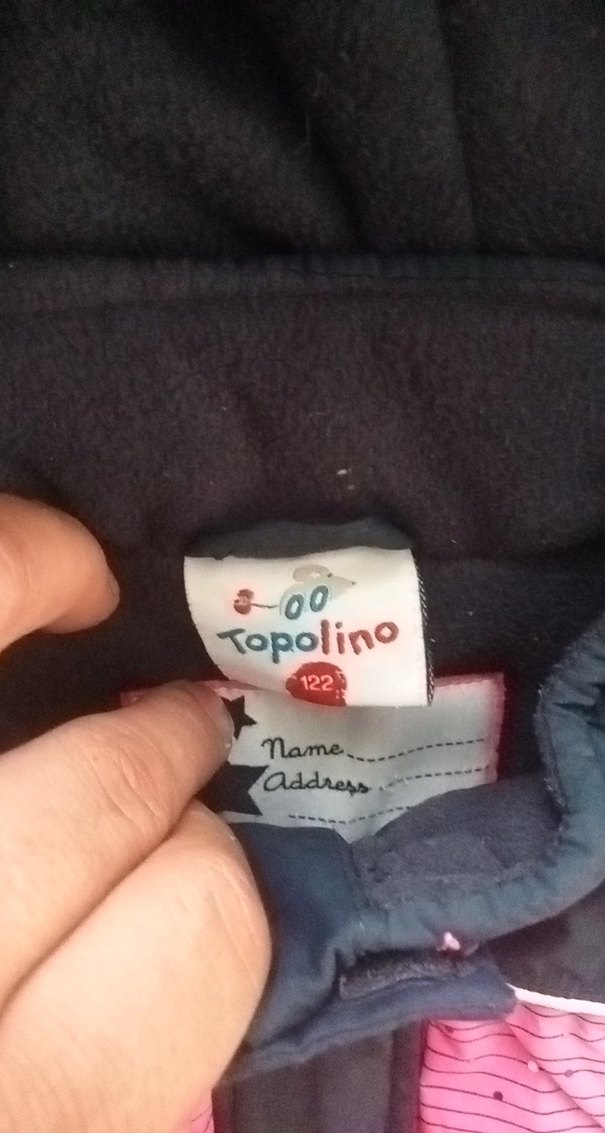 Topolino
122
Name
Address